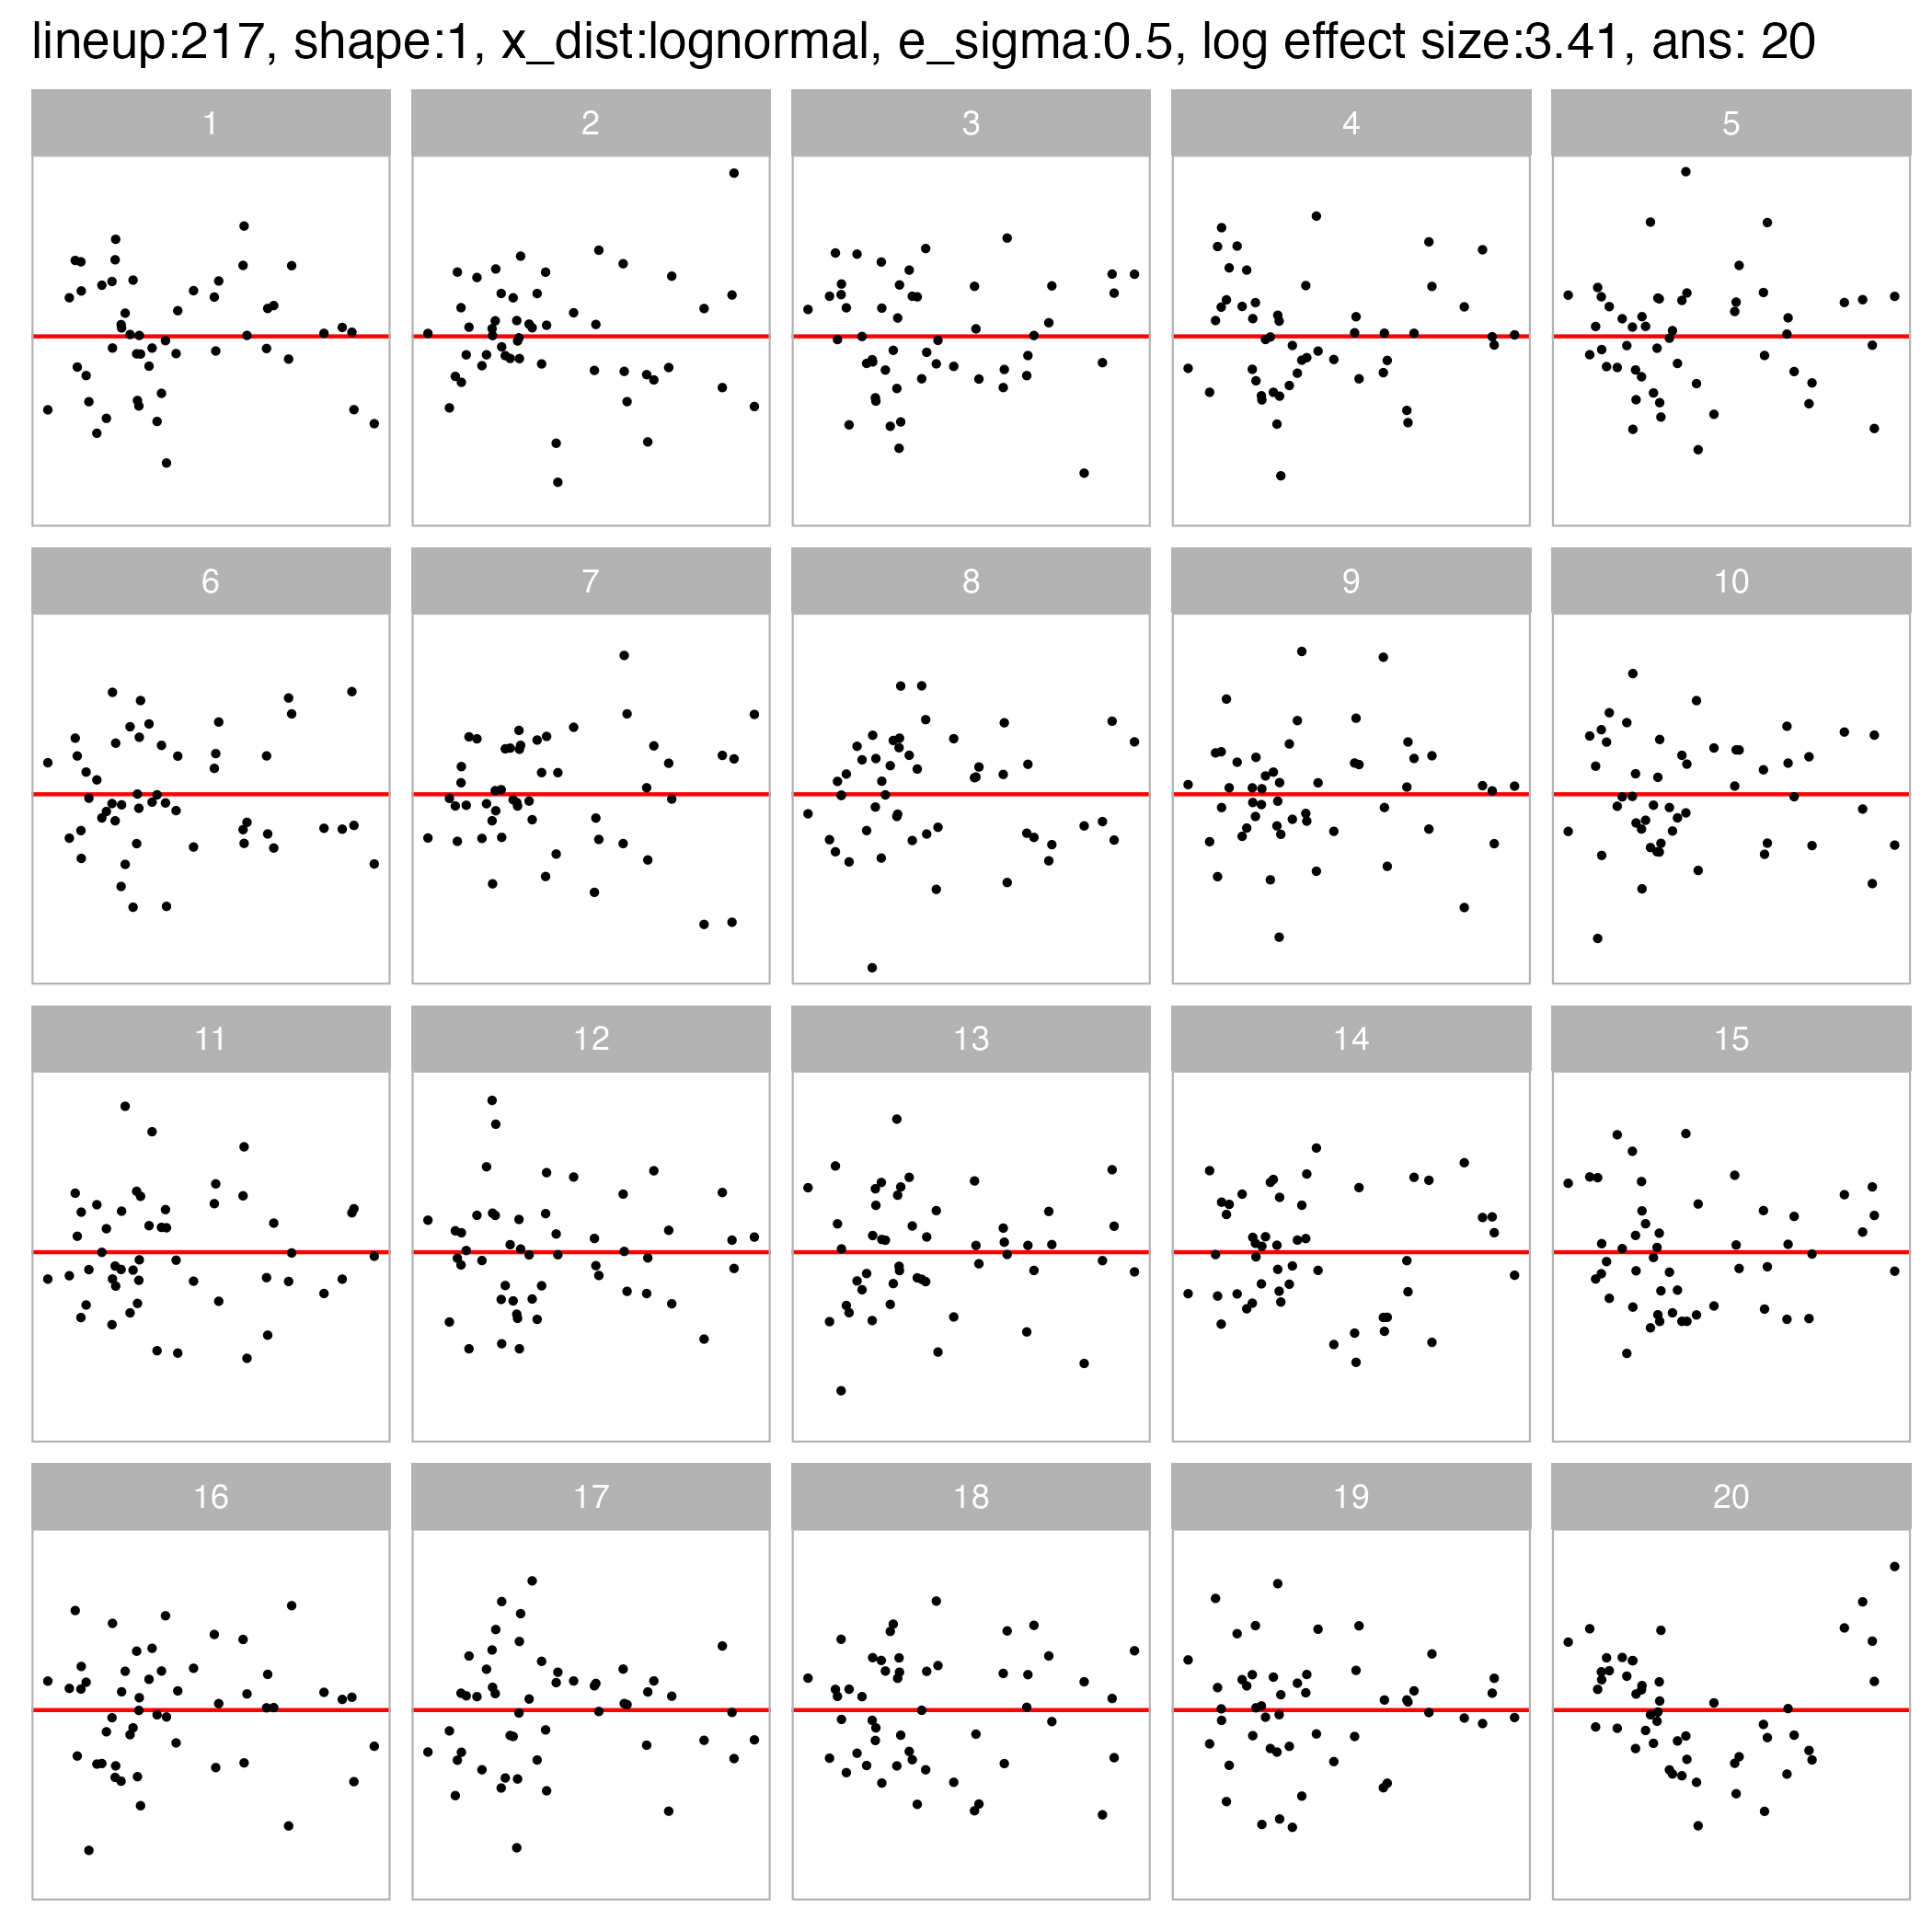 lineup:217, shape:1, x_dist:lognormal, e_sigma:0.5, log effect size:3.41, ans: 20
1 2 3 4 5
6 7 8 9 10
11 12 13 14 15
16 17 18 19 20